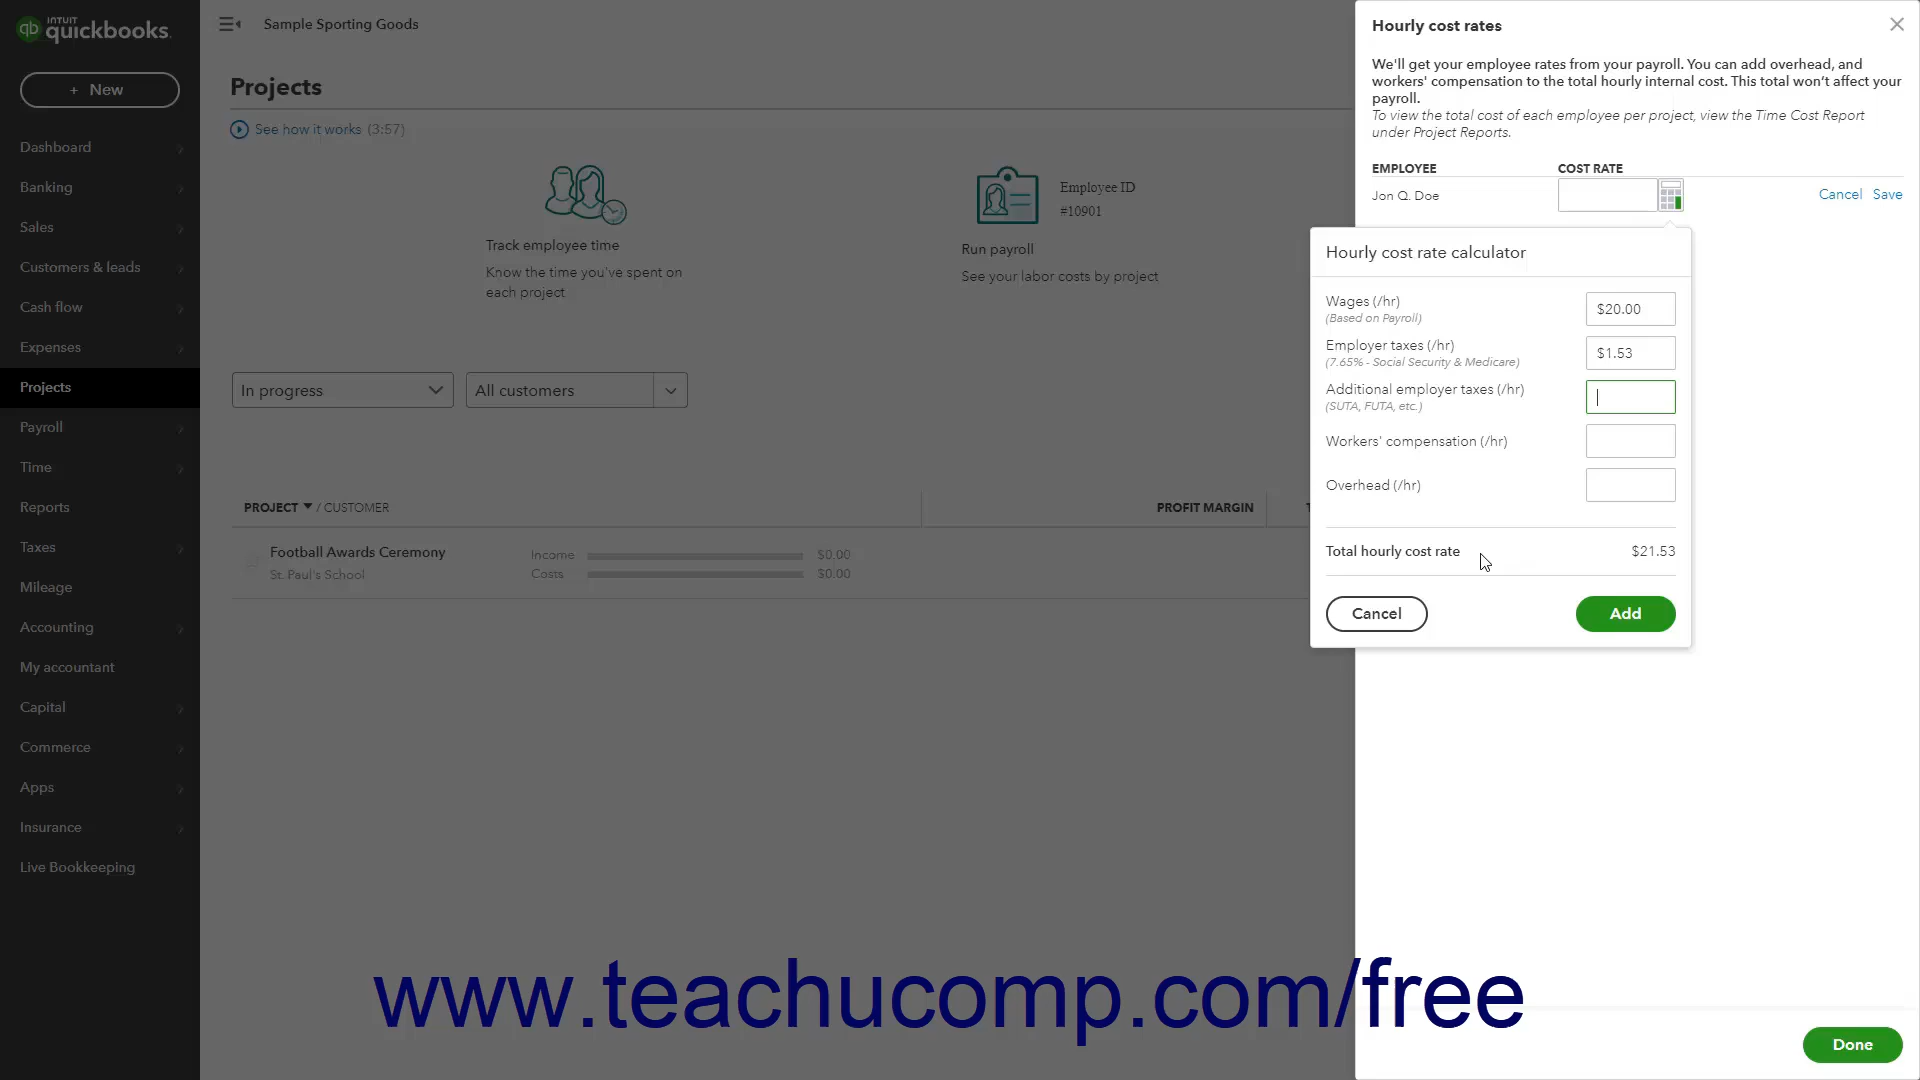 INTUIT
quickbooks.
Sample Sporting Goods
+ New
Dashboard
Banking
Sales
Customers & leads
Cash flow
Expenses
Projects
Payroll
Time
Reports
Taxes
Mileage
Accounting
My accountant
Capital
Commerce
Apps
Insurance
Live Bookkeeping
Projects
See how it works (3:57)
Track employee time
Know the time you've spent on
each project
Employee ID
#10901
Run payroll
See your labor costs by project
In progress
All customers
PROJECT / CUSTOMER
PROFIT MARGIN
T
Football Awards Ceremony
St. Paul's School
Income $0.00
Costs $0.00
Hourly cost rates
We'll get your employee rates from your payroll. You can add overhead, and
workers' compensation to the total hourly internal cost. This total won't affect your
payroll.
To view the total cost of each employee per project, view the Time Cost Report
under Project Reports.
EMPLOYEE COST RATE
Jon Q. Doe Cancel Save
Hourly cost rate calculator
Wages (/hr) $20.00
(Based on Payroll)
Employer taxes (/hr) $1.53
(7.65% - Social Security & Medicare)
Additional employer taxes (/hr)
(SUTA, FUTA, etc.)
Workers' compensation (/hr)
Overhead (/hr)
Total hourly cost rate $21.53
Cancel Add
www.teachucomp.com/free
Done